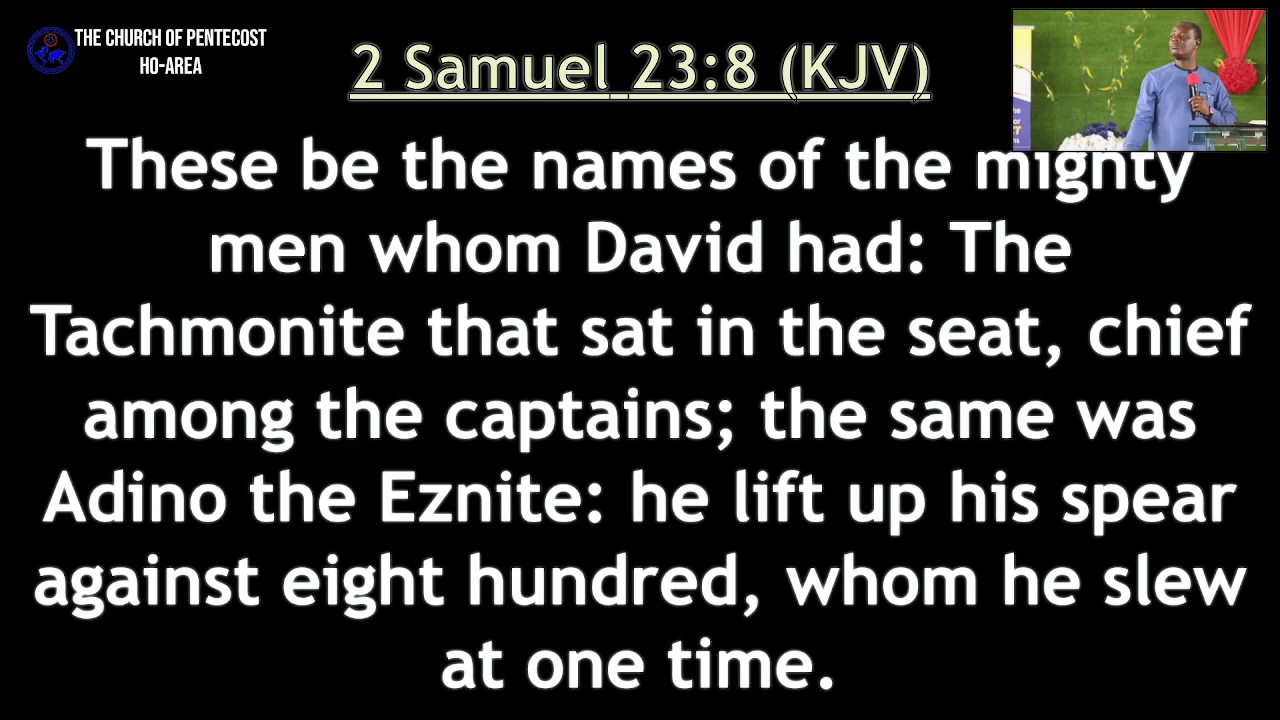 THE CHURCH OF PENTECOST
HO-AREA
2 Samuel 23:8 (KJV)
These be the names of the mighty
men whom David had: The
Tachmonite that sat in the seat, chief
among the captains; the same was
Adino the Eznite: he lift up his spear
against eight hundred, whom he slew
at one time.